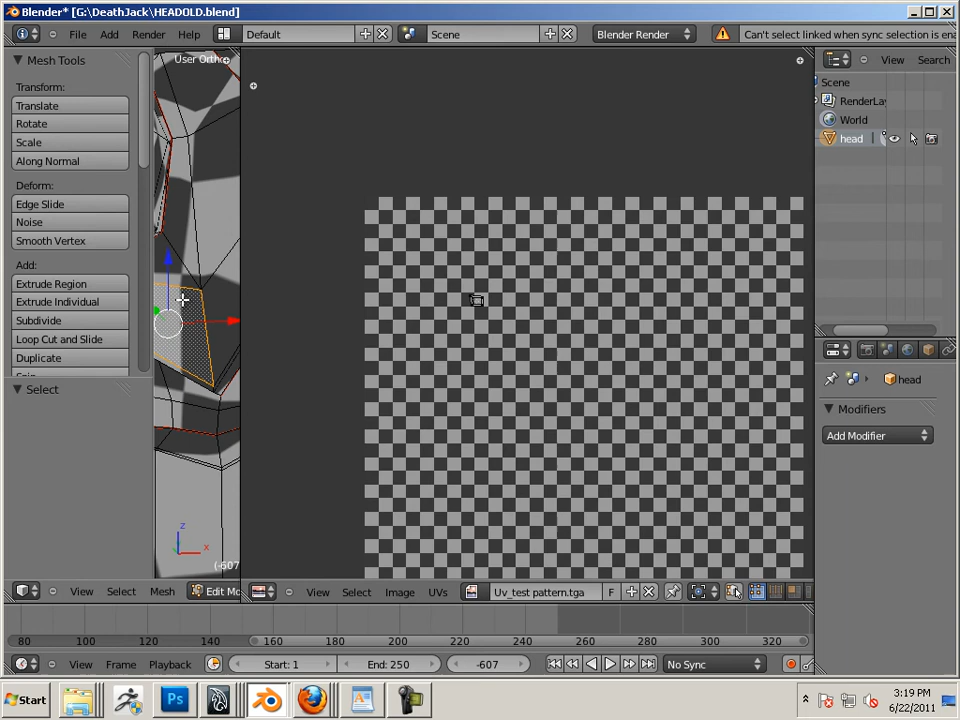 Blender* [G:\DeathJack\HEADOLD.blend]
File Add Render Help Default Scene Blender Render Can't select linked when sync selection is ena
Mesh Tools
Transform:
Translate
Rotate
Scale
Along Normal
Deform:
Edge Slide
Noise
Smooth Vertex
Add:
Extrude Region
Extrude Individual
Subdivide
Loop Cut and Slide
Duplicate
Select
User Ortho
z
x
(-607
View Search
Scene
RenderLay
World
head
head
Modifiers
Add Modifier
View Select Mesh Edit Mo
View Select Image UVs Uv_test pattern.tga F
80 100 120 140 160 180 200 220 240 260 280 300 320
View Frame Playback Start: 1 End: 250 -607 No Sync
Start Ps 3:19 PM
6/22/2011